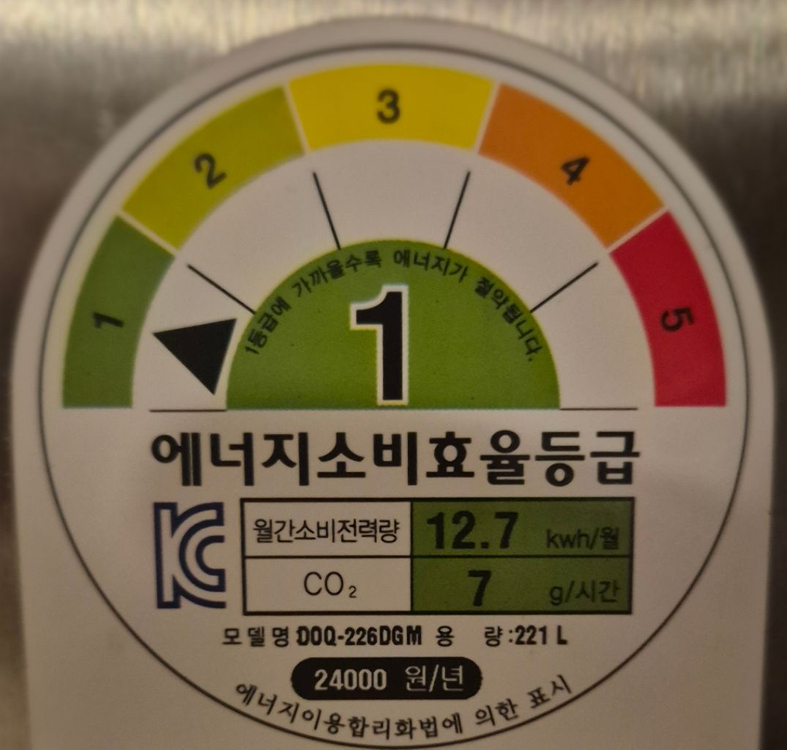 1
2
3
4
5
1등급에 가까울수록 에너지가 절약됩니다.
1
에너지소비효율등급
KC
월간소비전력량 12.7 kwh/월
CO₂ 7 g/시간
모델명 DOQ-226DGM 용 량:221 L
24000 원/년
에너지이용합리화법에 의한 표시